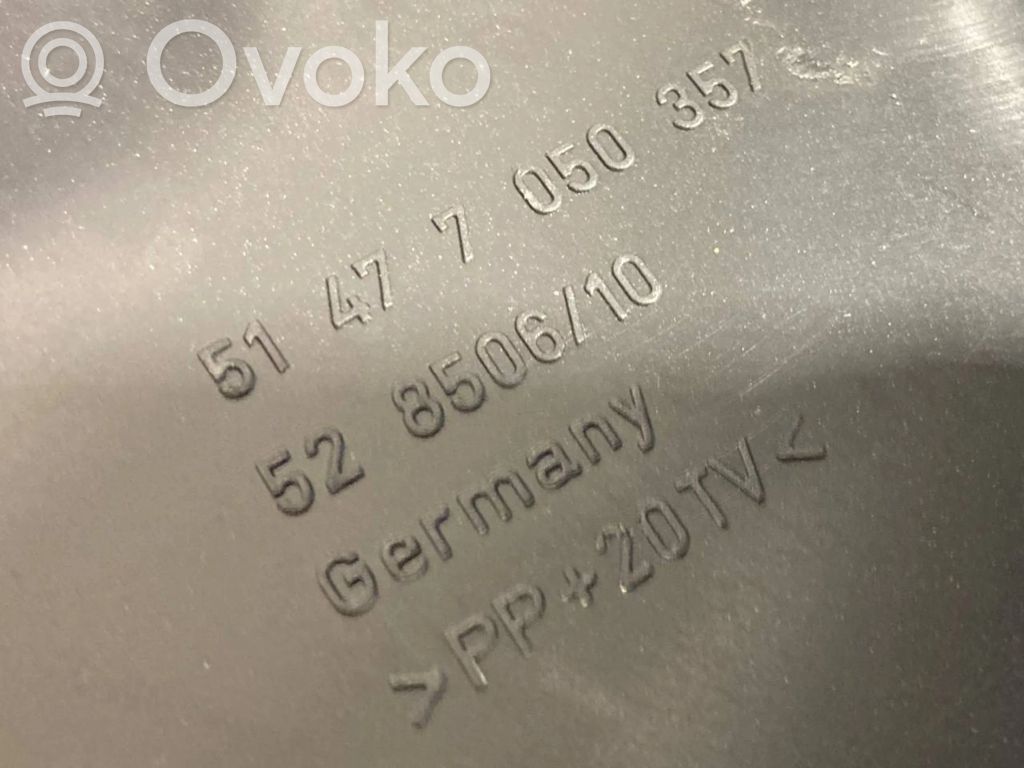 Ovoko
51 47 7 050 357
52 8506/10
Germany
>PP+20TV<